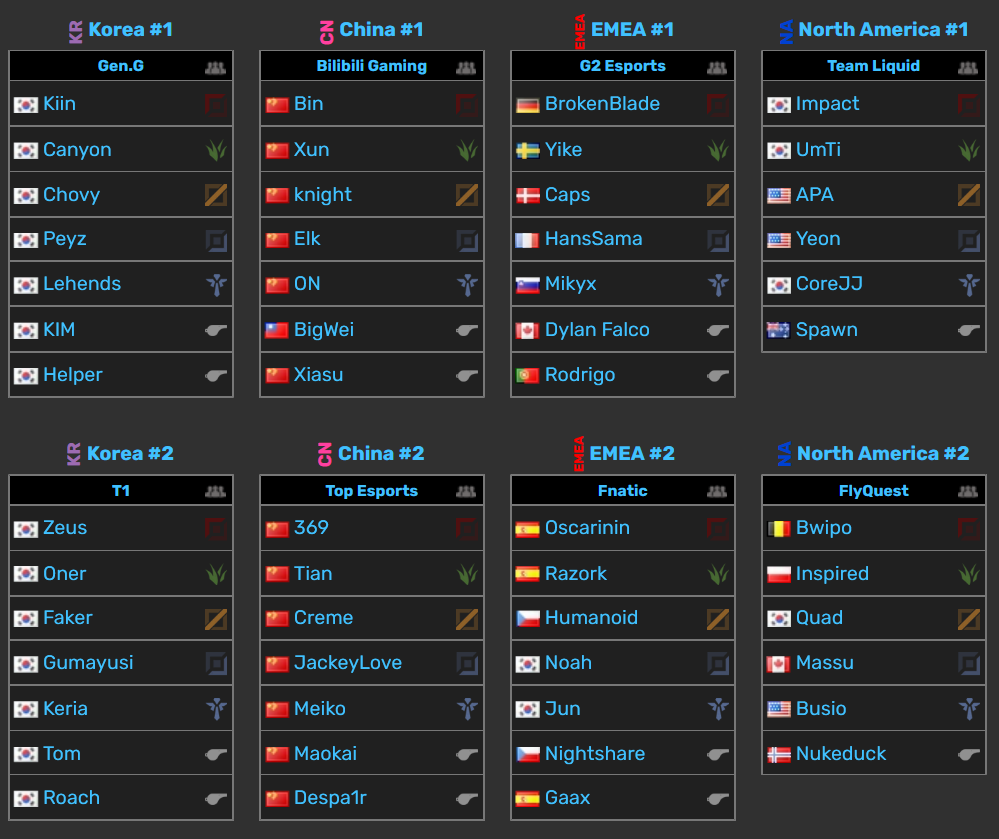 KR Korea #1
Gen.G
Kiin
Canyon
Chovy
Peyz
Lehends
KIM
Helper
CN China #1
Bilibili Gaming
Bin
Xun
knight
Elk
ON
BigWei
Xiasu
EMEA EMEA #1
G2 Esports
BrokenBlade
Yike
Caps
HansSama
Mikyx
Dylan Falco
Rodrigo
NA North America #1
Team Liquid
Impact
UmTi
APA
Yeon
CoreJJ
Spawn
KR Korea #2
T1
Zeus
Oner
Faker
Gumayusi
Keria
Tom
Roach
CN China #2
Top Esports
369
Tian
Creme
JackeyLove
Meiko
Maokai
Despa1r
EMEA EMEA #2
Fnatic
Oscarinin
Razork
Humanoid
Noah
Jun
Nightshare
Gaax
NA North America #2
FlyQuest
Bwipo
Inspired
Quad
Massu
Busio
Nukeduck